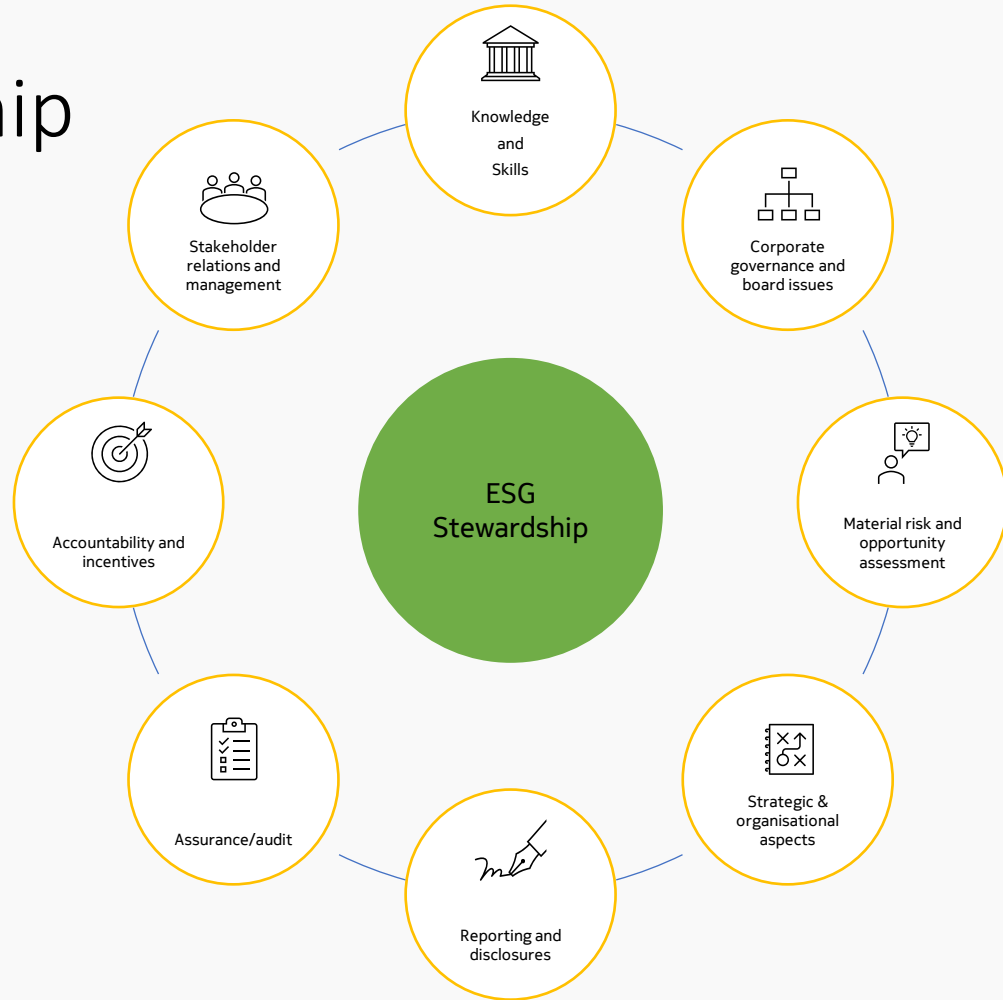 Knowledge
and
Skills
Corporate
governance and
board issues
Material risk and
opportunity
assessment
Strategic &
organisational
aspects
Reporting and
disclosures
Assurance/audit
Accountability and
incentives
Stakeholder
relations and
management
ESG
Stewardship